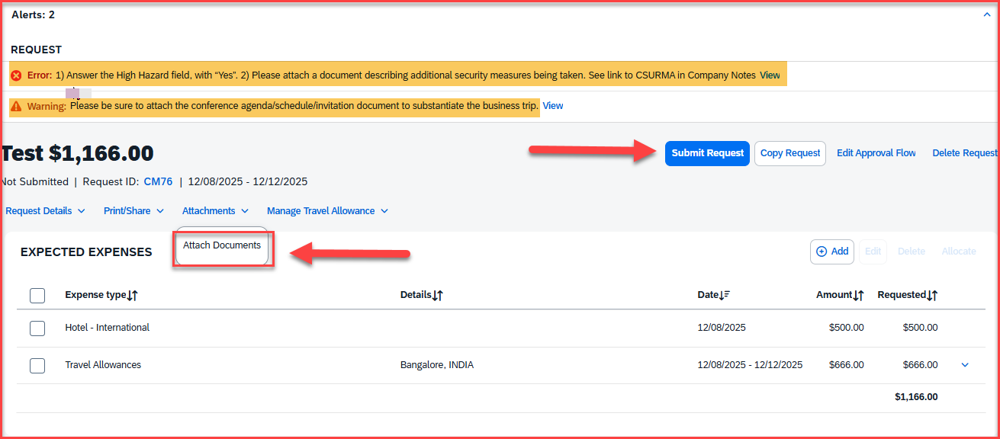 Alerts: 2
REQUEST
Error: 1) Answer the High Hazard field, with “Yes”. 2) Please attach a document describing additional security measures being taken. See link to CSURMA in Company Notes View
Warning: Please be sure to attach the conference agenda/schedule/invitation document to substantiate the business trip. View
Test $1,166.00 Submit Request Copy Request Edit Approval Flow Delete Request
Not Submitted | Request ID: CM76 | 12/08/2025 - 12/12/2025
Request Details Print/Share Attachments Manage Travel Allowance
Attach Documents
EXPECTED EXPENSES Add Edit Delete Allocate
Expense type Details Date Amount Requested
Hotel - International 12/08/2025 $500.00 $500.00
Travel Allowances Bangalore, INDIA 12/08/2025 - 12/12/2025 $666.00 $666.00
$1,166.00